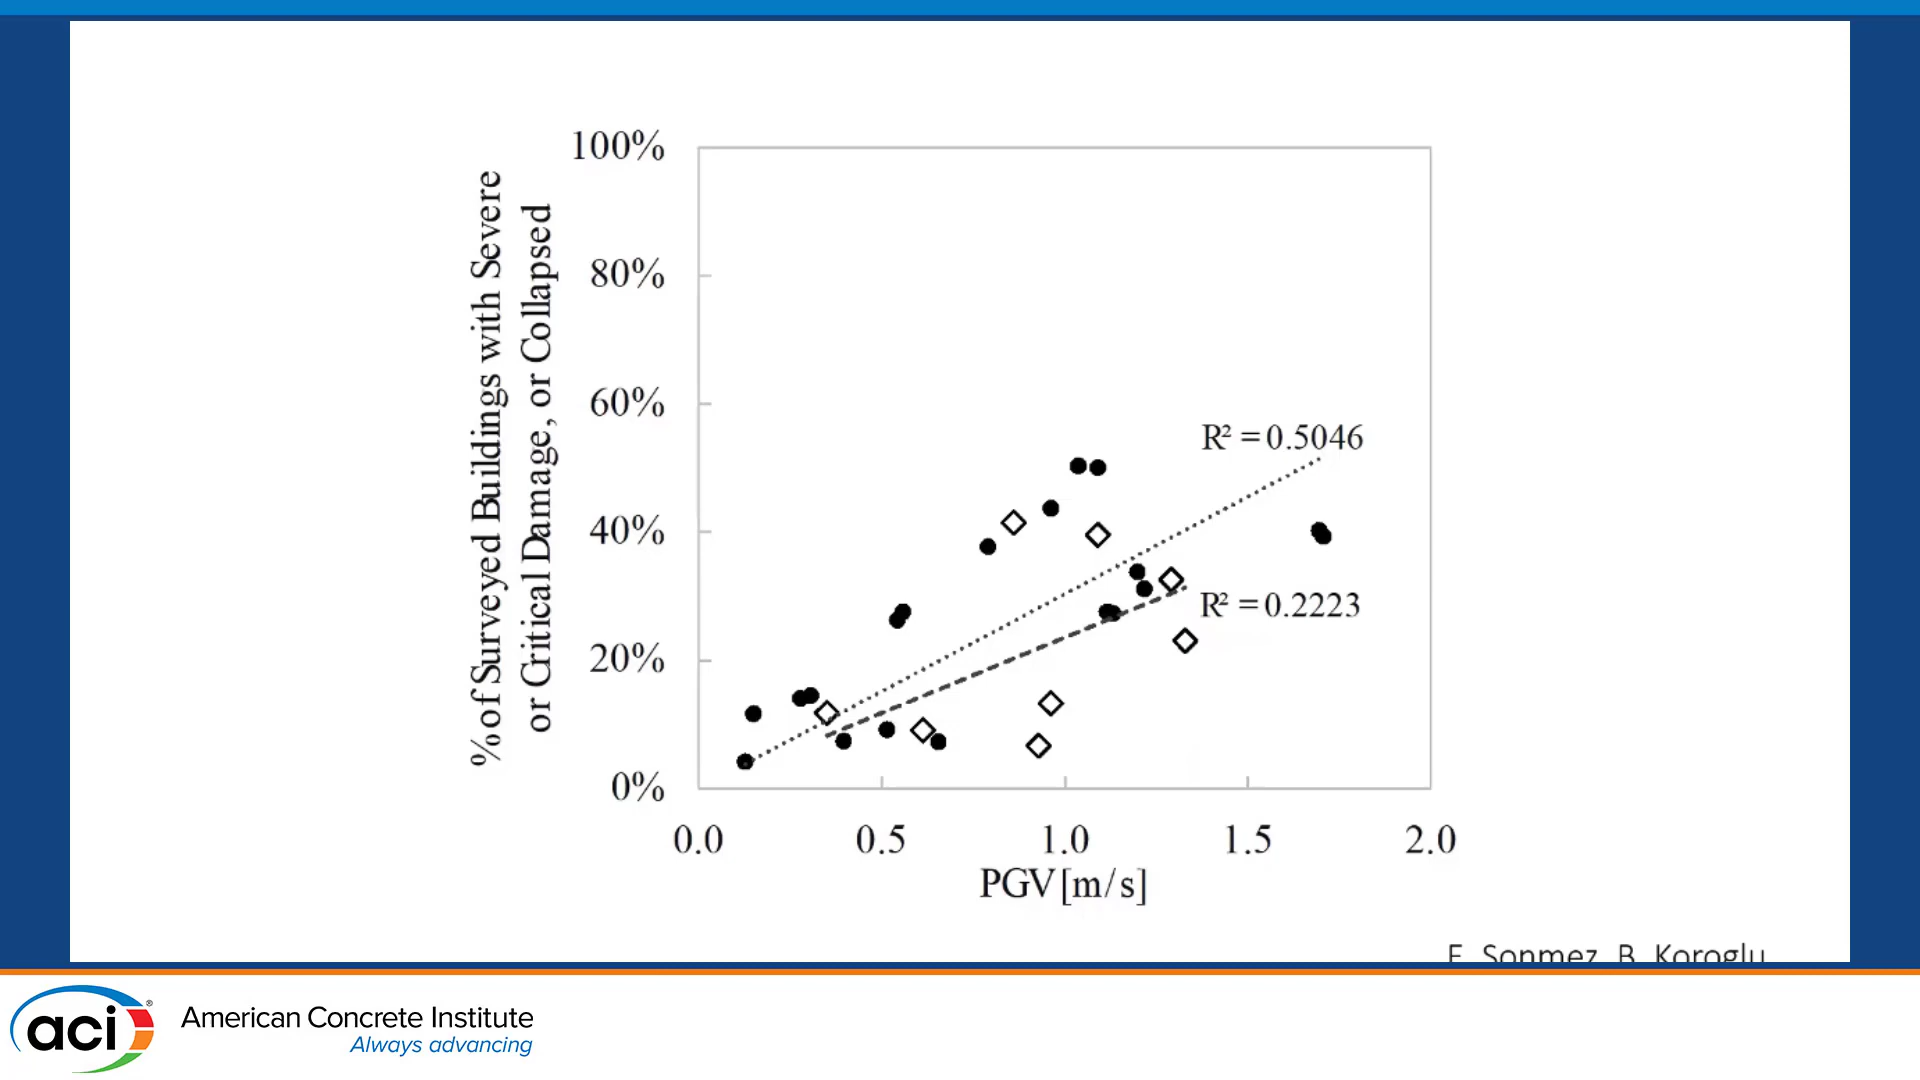 % of Surveyed Buildings with Severe
or Critical Damage, or Collapsed
100%
80%
60%
40%
20%
0%
R² = 0.5046
R² = 0.2223
0.0 0.5 1.0 1.5 2.0
PGV [m/s]
E. Sonmez, B. Koroglu
aci®
American Concrete Institute
Always advancing